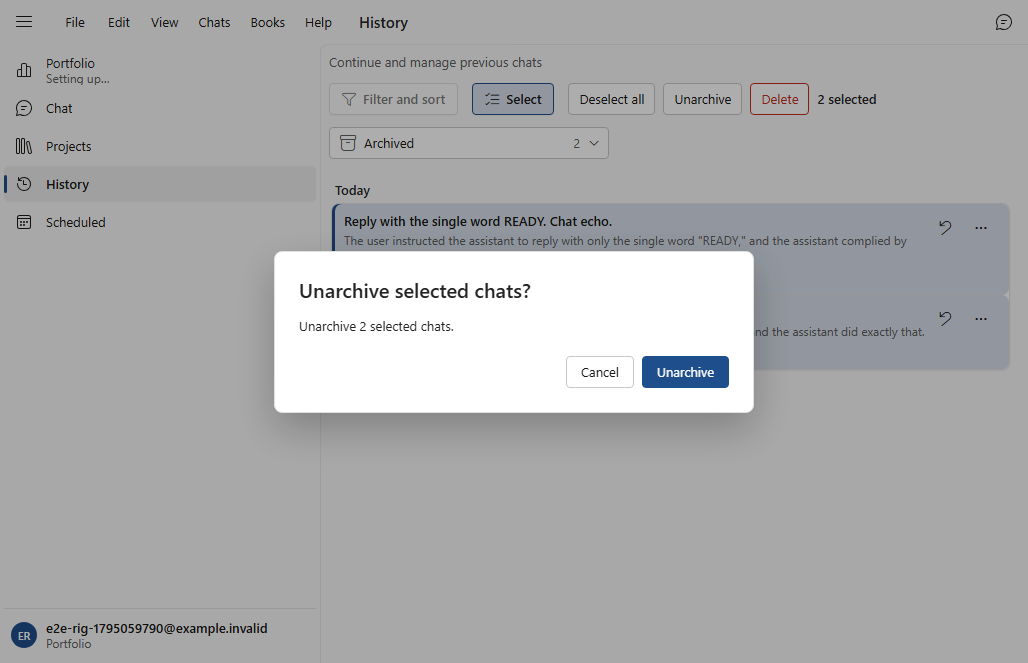 File Edit View Chats Books Help History
Portfolio
Setting up...
Chat
Projects
History
Scheduled
Continue and manage previous chats
Filter and sort Select Deselect all Unarchive Delete 2 selected
Archived 2
Today
Reply with the single word READY. Chat echo.
The user instructed the assistant to reply with only the single word "READY," and the assistant complied by
nd the assistant did exactly that.
Unarchive selected chats?
Unarchive 2 selected chats.
Cancel Unarchive
ER
e2e-rig-1795059790@example.invalid
Portfolio